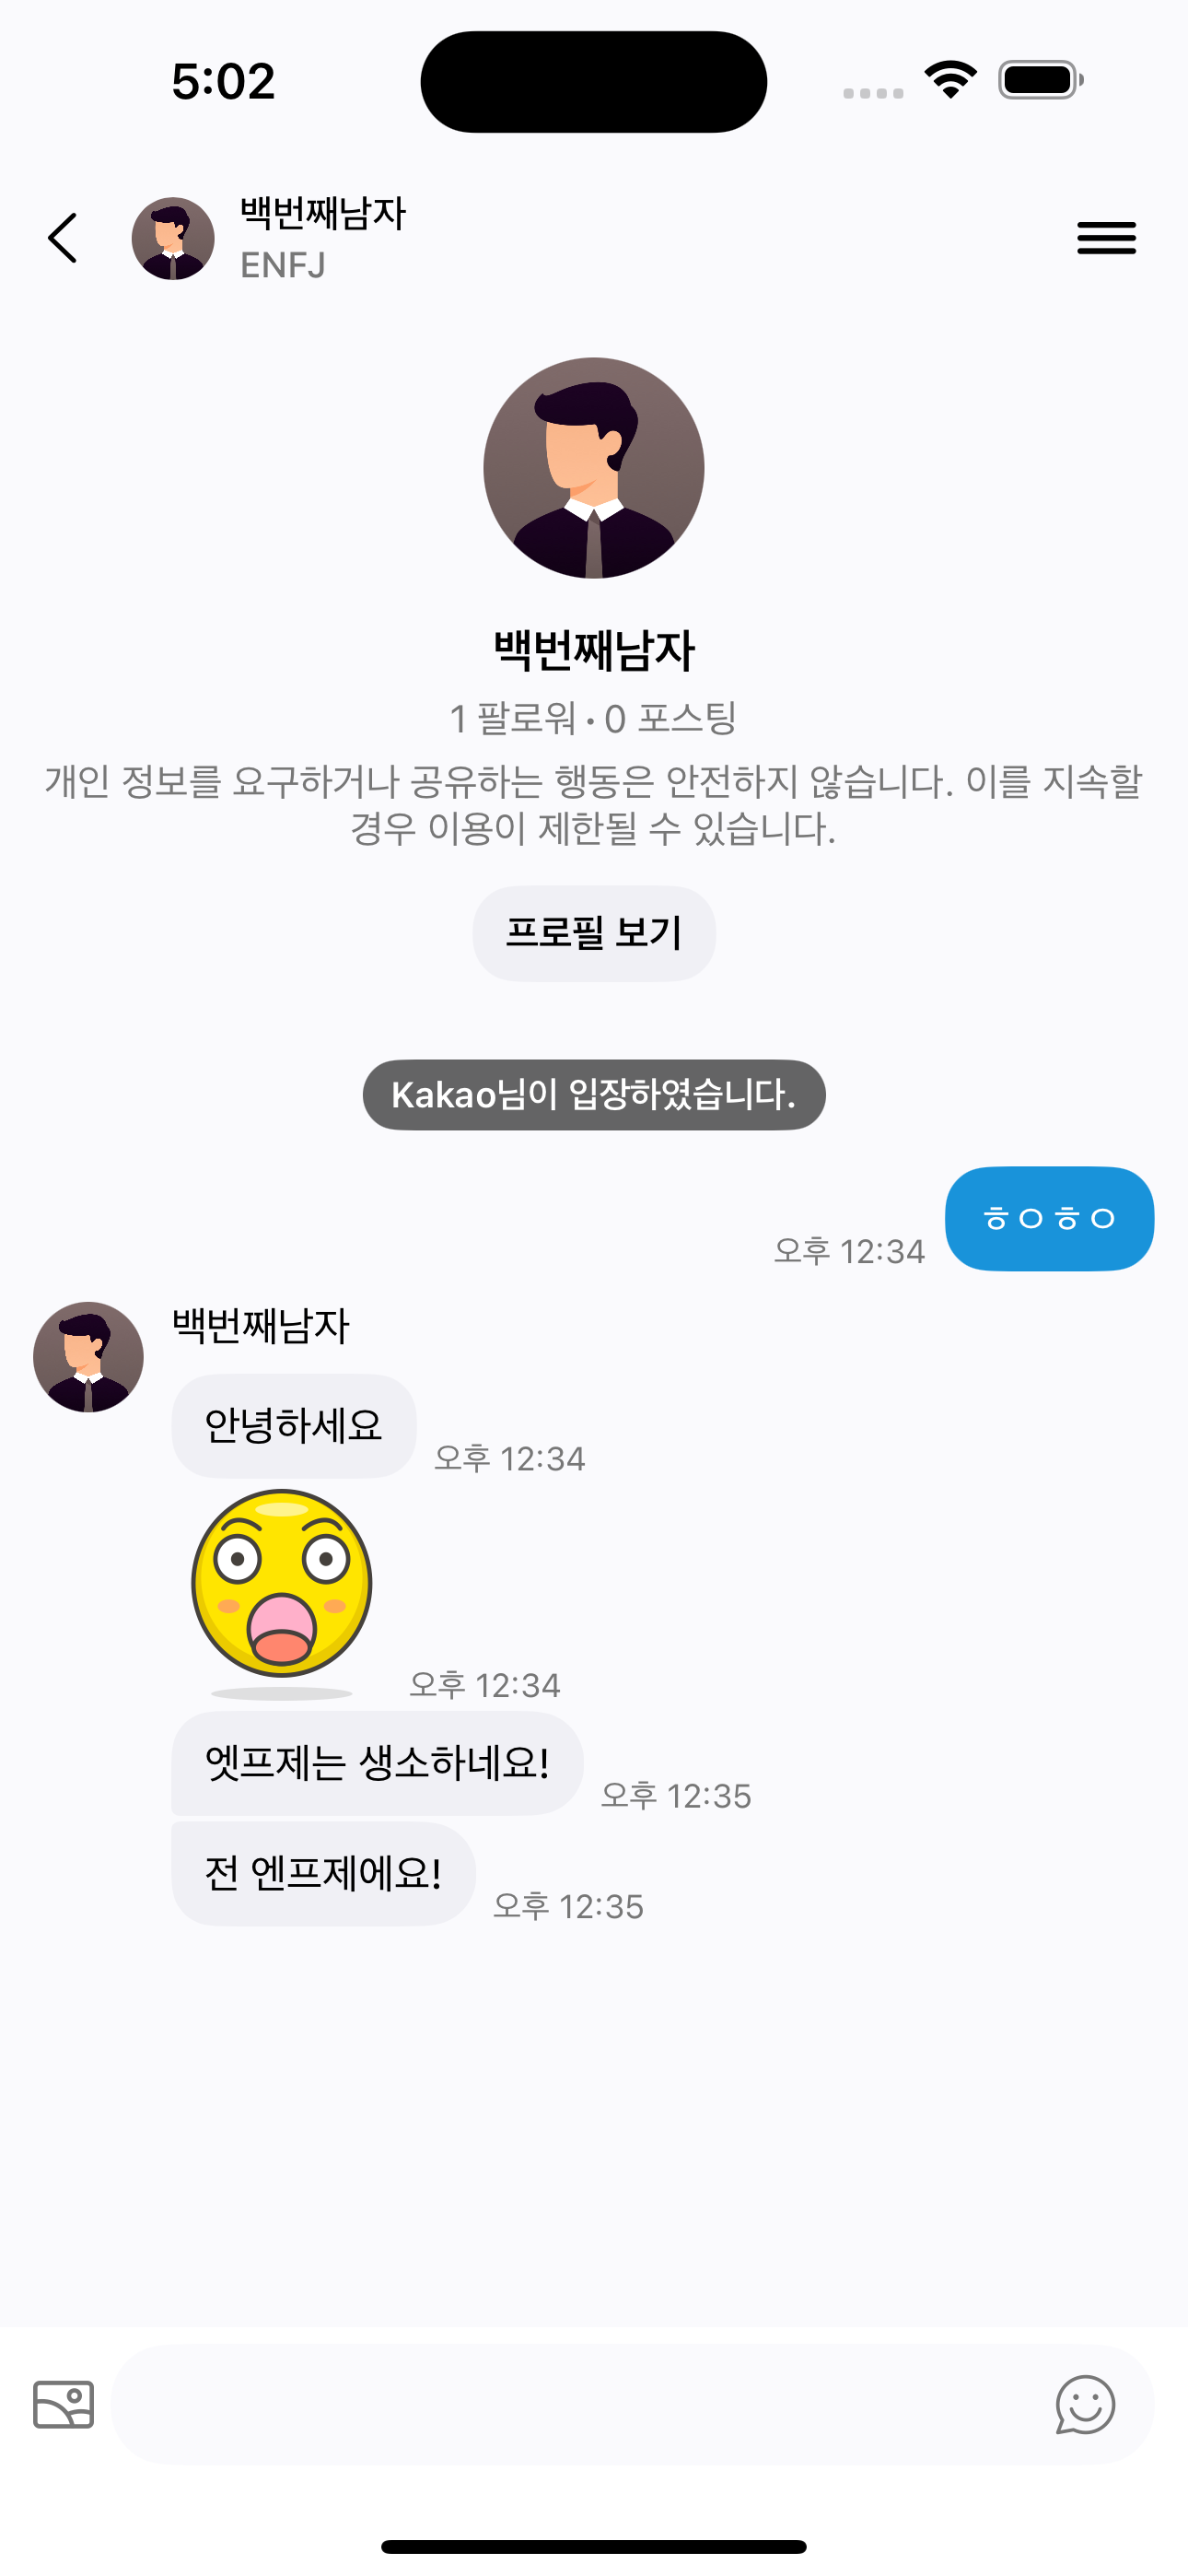 5:02
백번째남자
ENFJ
백번째남자
1 팔로워 • 0 포스팅
개인 정보를 요구하거나 공유하는 행동은 안전하지 않습니다. 이를 지속할
경우 이용이 제한될 수 있습니다.
프로필 보기
Kakao님이 입장하였습니다.
ㅎㅇㅎㅇ
오후 12:34
백번째남자
안녕하세요
오후 12:34
오후 12:34
엣프제는 생소하네요!
오후 12:35
전 엔프제에요!
오후 12:35